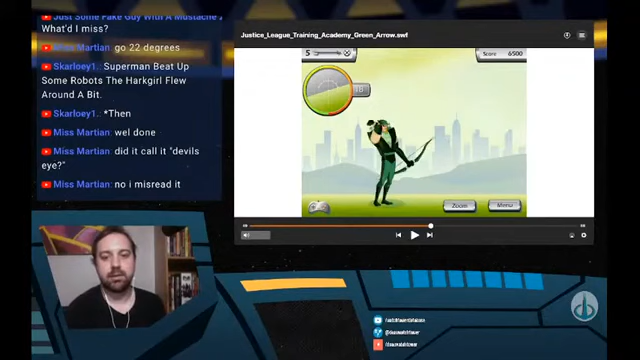 Just Some Fake Guy With A Mustache
What'd I miss?
Miss Martian: go 22 degrees
Skarloey1.: Superman Beat Up
Some Robots The Harkgirl Flew
Around A Bit.
Skarloey1.: *Then
Miss Martian: wel done
Miss Martian: did it call it "devils
eye?"
Miss Martian: no i misread it
Justice_League_Training_Academy_Green_Arrow.swf
5
Score 6500
18
Zoom
Menu